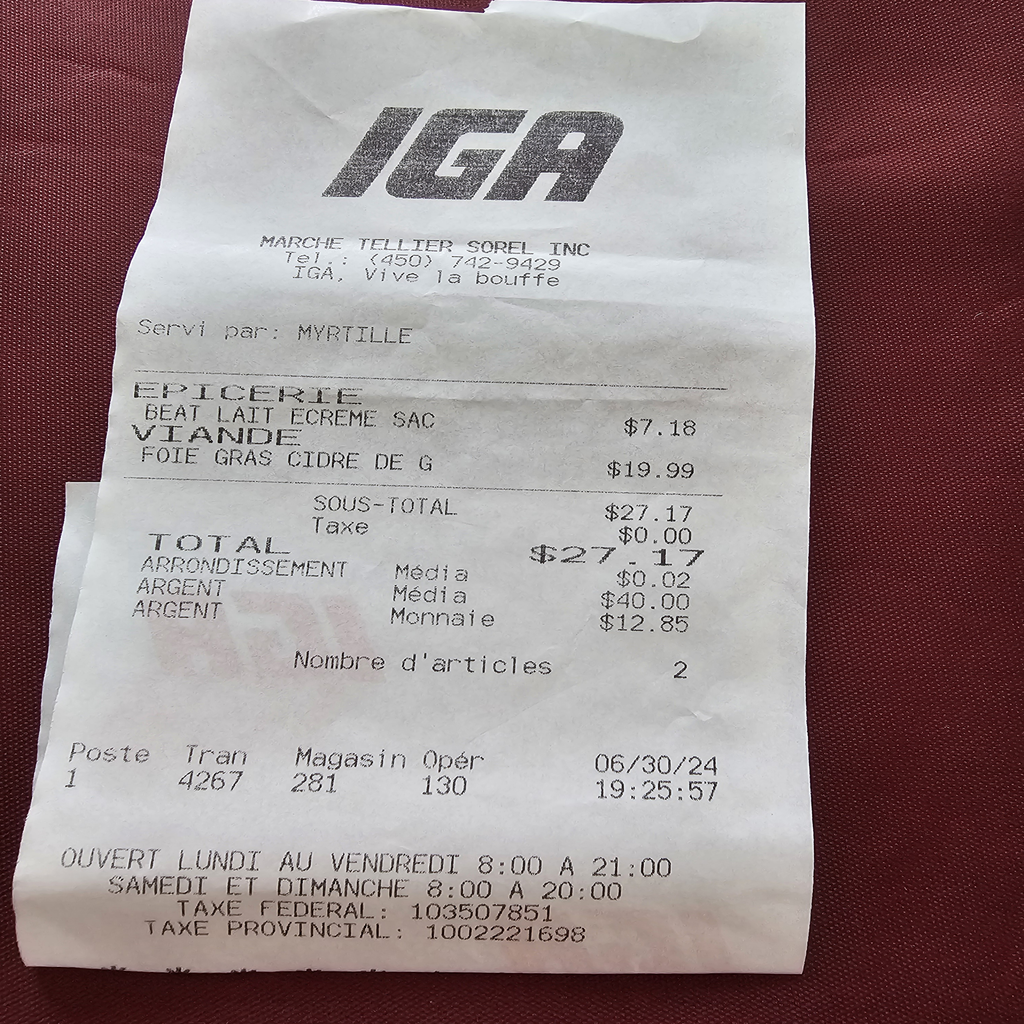 IGA
MARCHE TELLIER SOREL INC
Tel.: (450) 742-9429
IGA, Vive la bouffe
Servi par: MYRTILLE
EPICERIE
BEAT LAIT ECREME SAC $7.18
VIANDE
FOIE GRAS CIDRE DE G $19.99
SOUS-TOTAL $27.17
Taxe $0.00
TOTAL $27.17
ARRONDISSEMENT Média $0.02
ARGENT Média $40.00
ARGENT Monnaie $12.85
Nombre d'articles 2
Poste Tran Magasin Opér 06/30/24
1 4267 281 130 19:25:57
OUVERT LUNDI AU VENDREDI 8:00 A 21:00
SAMEDI ET DIMANCHE 8:00 A 20:00
TAXE FEDERAL: 103507851
TAXE PROVINCIAL: 1002221698